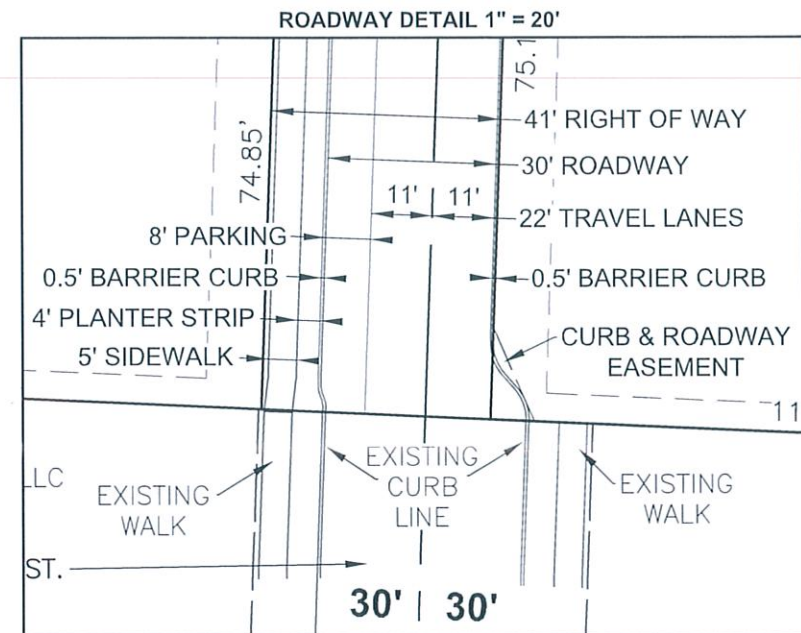 ROADWAY DETAIL 1" = 20'
75.1
41' RIGHT OF WAY
74.85'
30' ROADWAY
11' 11'
22' TRAVEL LANES
8' PARKING
0.5' BARRIER CURB
0.5' BARRIER CURB
4' PLANTER STRIP
CURB & ROADWAY
EASEMENT
5' SIDEWALK
11
LLC
EXISTING
WALK
EXISTING
CURB
LINE
EXISTING
WALK
ST.
30' 30'